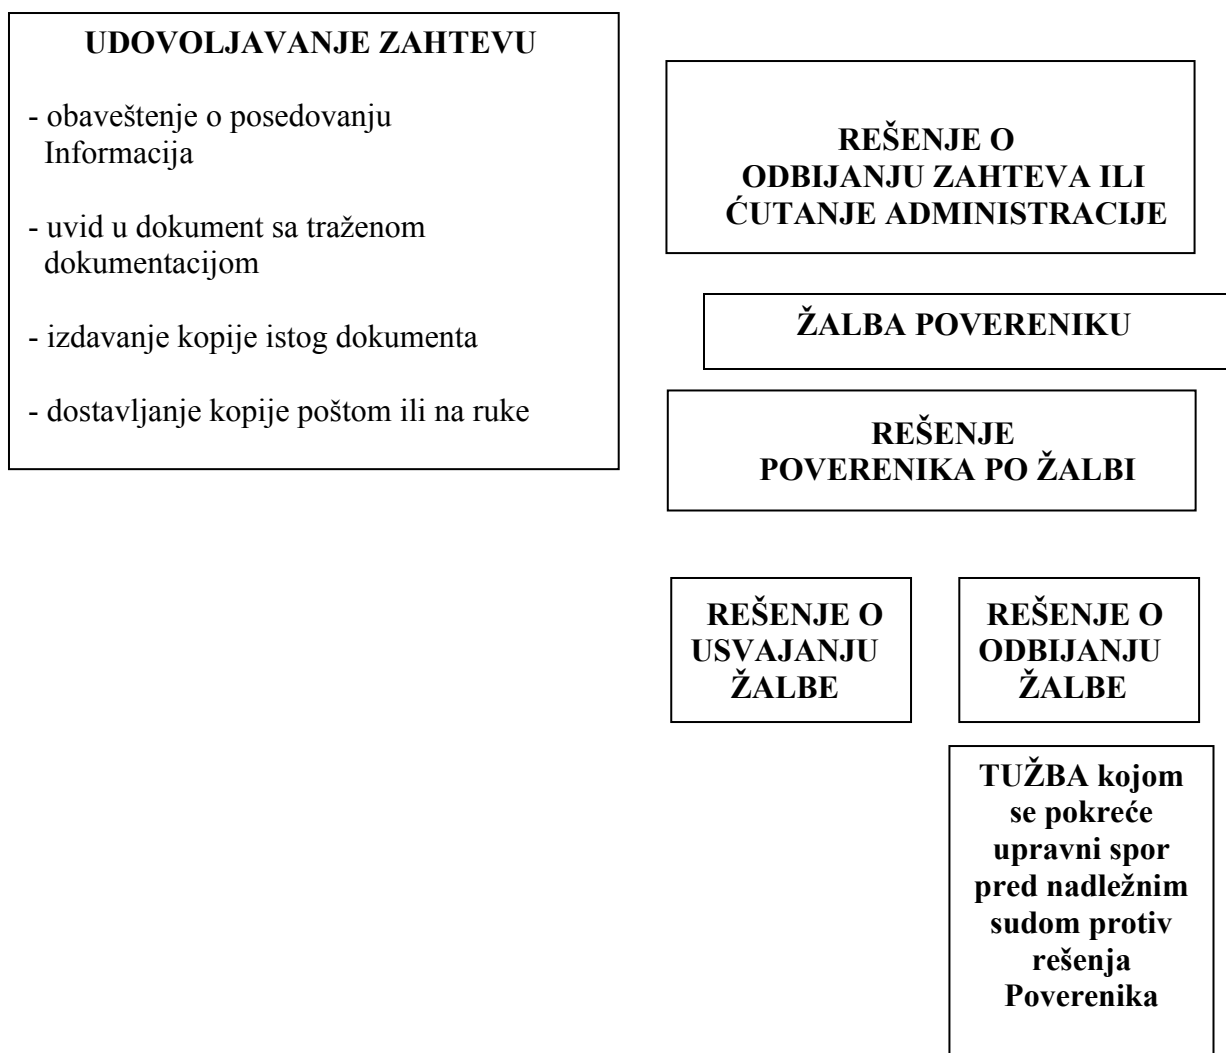 UDOVOLJAVANJE ZAHTEVU
- obaveštenje o posedovanju
Informacija
- uvid u dokument sa traženom
dokumentacijom
- izdavanje kopije istog dokumenta
- dostavljanje kopije poštom ili na ruke
REŠENJE O
ODBIJANJU ZAHTEVA ILI
ĆUTANJE ADMINISTRACIJE
ŽALBA POVERENIKU
REŠENJE
POVERENIKA PO ŽALBI
REŠENJE O
USVAJANJU
ŽALBE
REŠENJE O
ODBIJANJU
ŽALBE
TUŽBA kojom
se pokreće
upravni spor
pred nadležnim
sudom protiv
rešenja
Poverenika